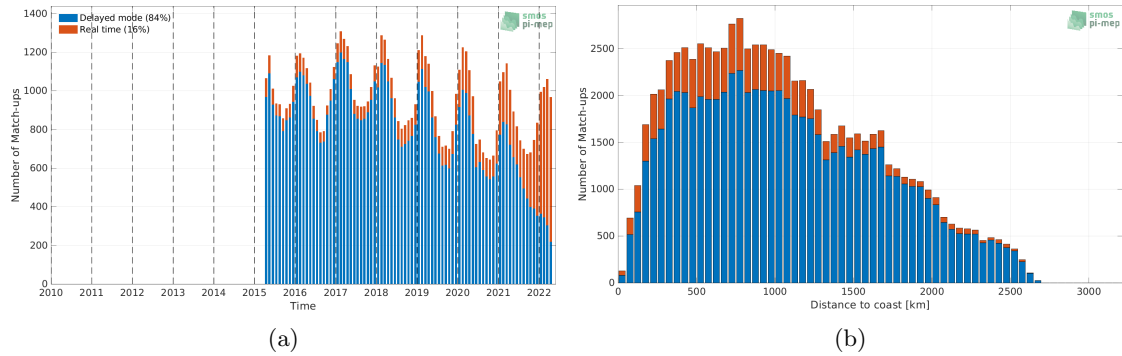 Delayed mode (84%)
Real time (16%)
smos
pi-mep
Number of Match-ups
1400
1200
1000
800
600
400
200
0
2010 2011 2012 2013 2014 2015 2016 2017 2018 2019 2020 2021 2022
Time
(a)
smos
pi-mep
Number of Match-ups
2500
2000
1500
1000
500
0
0 500 1000 1500 2000 2500 3000
Distance to coast [km]
(b)